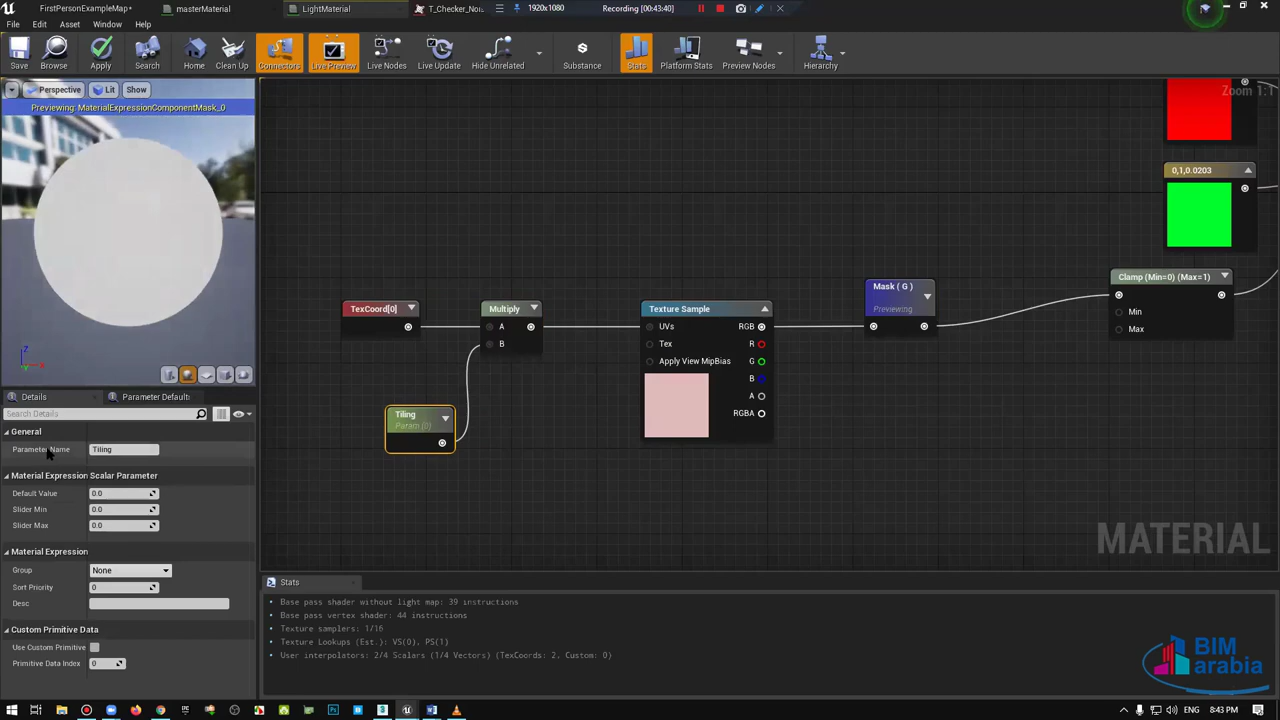 FirstPersonExampleMap*
masterMaterial
LightMaterial
T_Checker_Noi
1920x1080
Recording [00:43:40]
File Edit Asset Window Help
Save
Browse
Apply
Search
Home
Clean Up
Connectors
Live Preview
Live Nodes
Live Update
Hide Unrelated
Substance
Stats
Platform Stats
Preview Nodes
Hierarchy
Perspective
Lit
Show
Previewing: MaterialExpressionComponentMask_0
Zoom 1:1
0,1,0.0203
Clamp (Min=0) (Max=1)
Min
Max
Mask ( G )
Previewing
TexCoord[0]
Multiply
A
B
Texture Sample
UVs RGB
Tex R
Apply View MipBias G
B
A
RGBA
Tiling
Param (0)
Z
Details
Parameter Default
Search Details
General
Parameter Name Tiling
Material Expression Scalar Parameter
Default Value 0.0
Slider Min 0.0
Slider Max 0.0
Material Expression
Group None
Sort Priority 0
Desc
Custom Primitive Data
Use Custom Primitive
Primitive Data Index 0
MATERIAL
Stats
Base pass shader without light map: 39 instructions
Base pass vertex shader: 44 instructions
Texture samplers: 1/16
Texture Lookups (Est.): VS(0), PS(1)
User interpolators: 2/4 Scalars (1/4 Vectors) (TexCoords: 2, Custom: 0)
BIM
arabia
ENG
8:43 PM